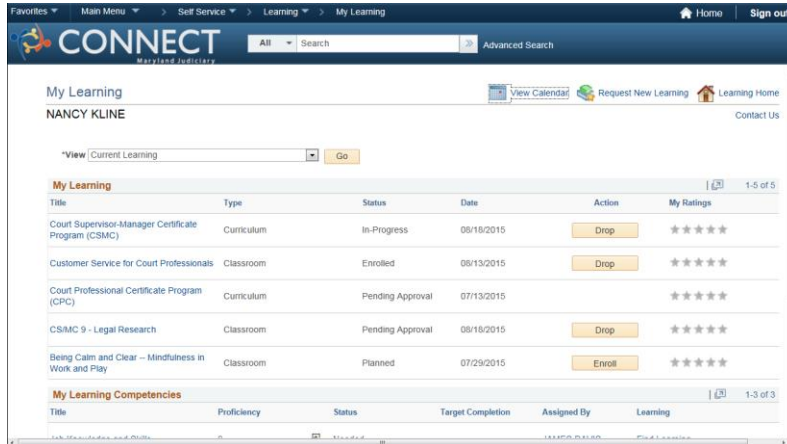 Favorites Main Menu > Self Service > Learning > My Learning Home Sign out
CONNECT All Search >> Advanced Search
Maryland Judiciary
My Learning View Calendar Request New Learning Learning Home
NANCY KLINE Contact Us
*View Current Learning Go
My Learning 1-5 of 5
Title Type Status Date Action My Ratings
Court Supervisor-Manager Certificate
Program (CSMC) Curriculum In-Progress 08/18/2015 Drop
Customer Service for Court Professionals Classroom Enrolled 08/13/2015 Drop
Court Professional Certificate Program
(CPC) Curriculum Pending Approval 07/13/2015
CS/MC 9 - Legal Research Classroom Pending Approval 08/18/2015 Drop
Being Calm and Clear -- Mindfulness in
Work and Play Classroom Planned 07/29/2015 Enroll
My Learning Competencies 1-3 of 3
Title Proficiency Status Target Completion Assigned By Learning